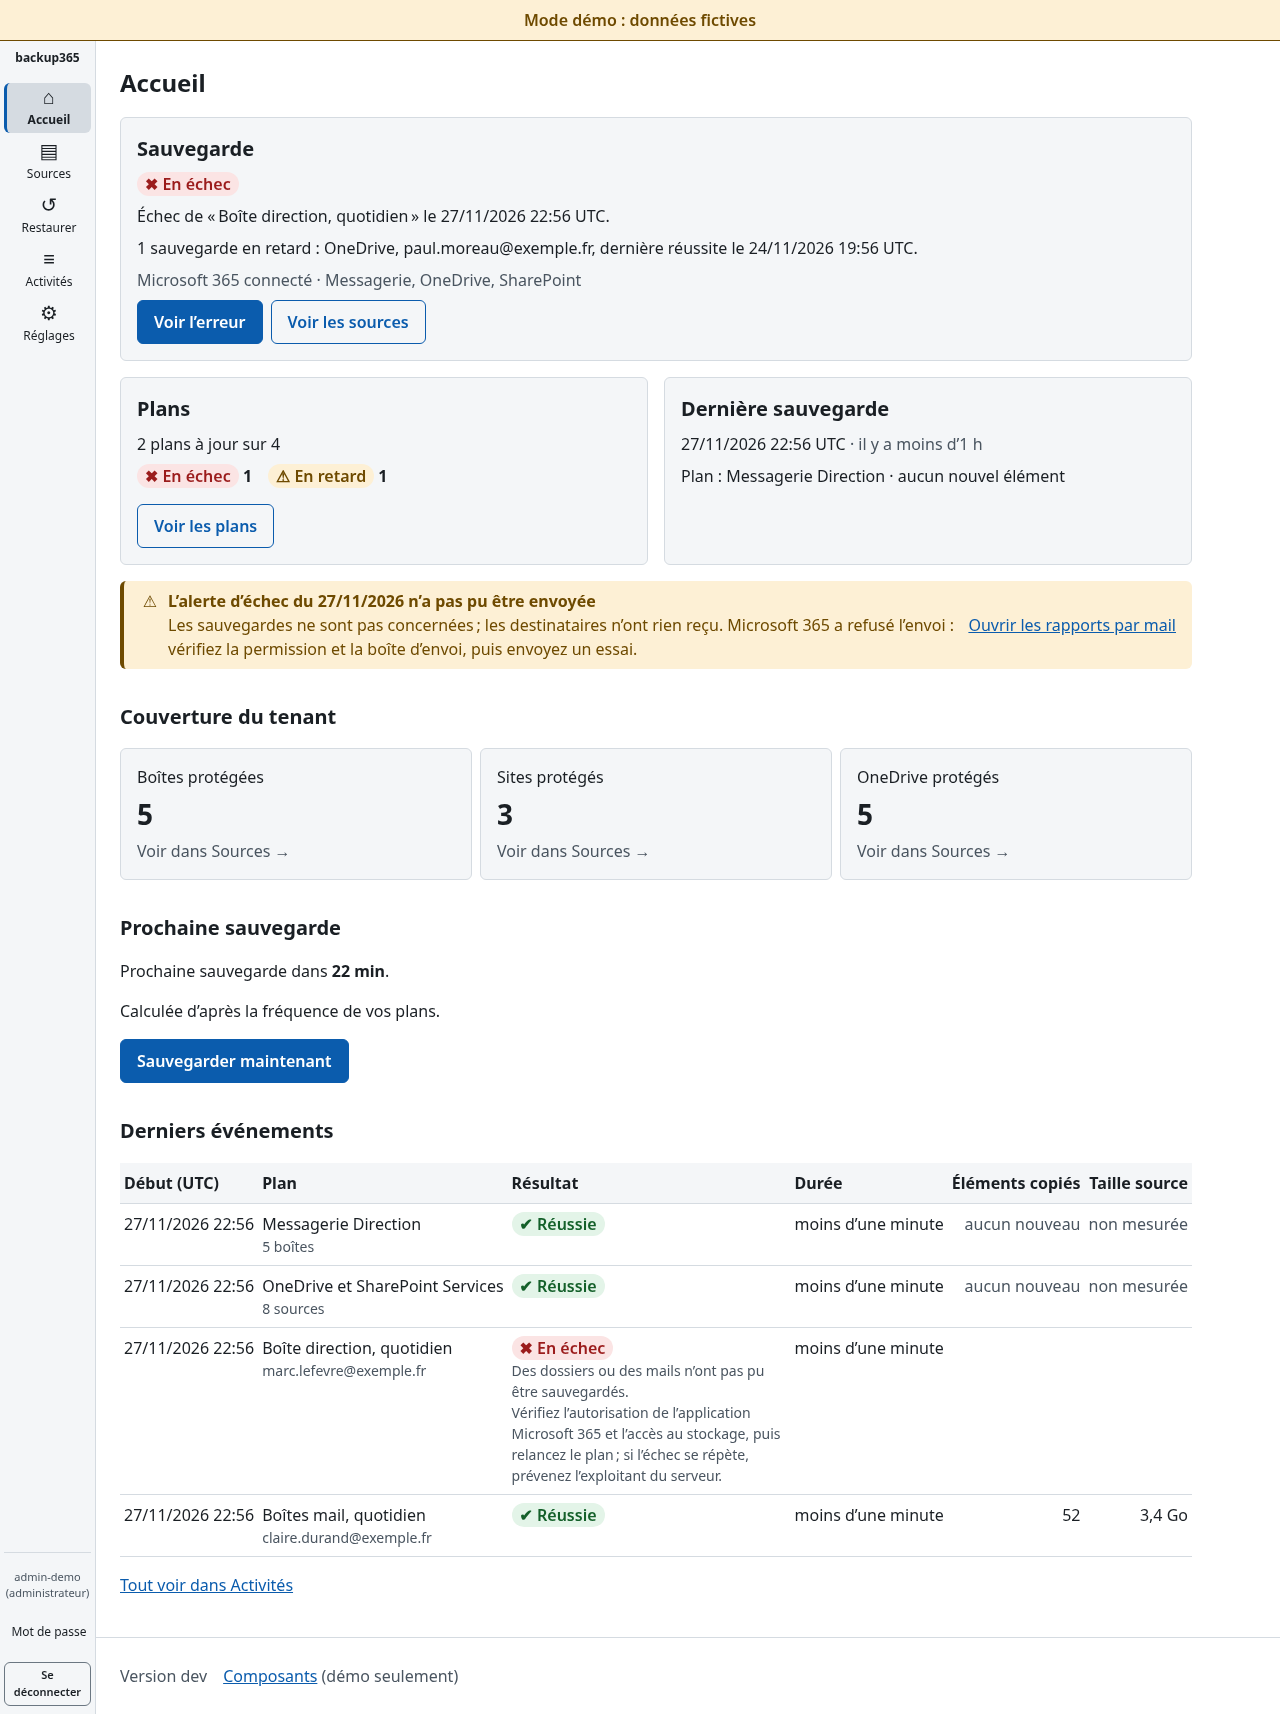 Mode démo : données fictives
backup365
Accueil
Sources
Restaurer
Activités
Réglages
admin-demo
(administrateur)
Mot de passe
Se
déconnecter
Accueil
Sauvegarde
✖ En échec
Échec de « Boîte direction, quotidien » le 27/11/2026 22:56 UTC.
1 sauvegarde en retard : OneDrive, paul.moreau@exemple.fr, dernière réussite le 24/11/2026 19:56 UTC.
Microsoft 365 connecté · Messagerie, OneDrive, SharePoint
Voir l’erreur Voir les sources
Plans
2 plans à jour sur 4
✖ En échec 1 ⚠ En retard 1
Voir les plans
Dernière sauvegarde
27/11/2026 22:56 UTC · il y a moins d’1 h
Plan : Messagerie Direction · aucun nouvel élément
⚠ L’alerte d’échec du 27/11/2026 n’a pas pu être envoyée
Les sauvegardes ne sont pas concernées ; les destinataires n’ont rien reçu. Microsoft 365 a refusé l’envoi :
vérifiez la permission et la boîte d’envoi, puis envoyez un essai.
Ouvrir les rapports par mail
Couverture du tenant
Boîtes protégées
5
Voir dans Sources →
Sites protégés
3
Voir dans Sources →
OneDrive protégés
5
Voir dans Sources →
Prochaine sauvegarde
Prochaine sauvegarde dans 22 min.
Calculée d’après la fréquence de vos plans.
Sauvegarder maintenant
Derniers événements
Début (UTC) Plan Résultat Durée Éléments copiés Taille source
27/11/2026 22:56 Messagerie Direction ✔ Réussie moins d’une minute aucun nouveau non mesurée
5 boîtes
27/11/2026 22:56 OneDrive et SharePoint Services ✔ Réussie moins d’une minute aucun nouveau non mesurée
8 sources
27/11/2026 22:56 Boîte direction, quotidien ✖ En échec moins d’une minute
marc.lefevre@exemple.fr
Des dossiers ou des mails n’ont pas pu
être sauvegardés.
Vérifiez l’autorisation de l’application
Microsoft 365 et l’accès au stockage, puis
relancez le plan ; si l’échec se répète,
prévenez l’exploitant du serveur.
27/11/2026 22:56 Boîtes mail, quotidien ✔ Réussie moins d’une minute 52 3,4 Go
claire.durand@exemple.fr
Tout voir dans Activités
Version dev Composants (démo seulement)